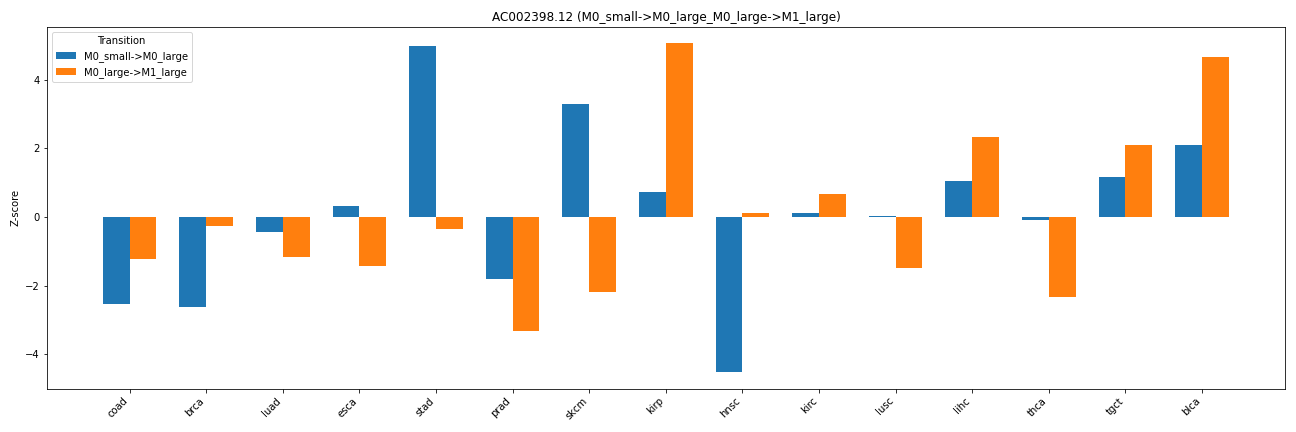 AC002398.12 (M0_small->M0_large_M0_large->M1_large)
Transition
M0_small->M0_large
M0_large->M1_large
Z-score
4
2
0
−2
−4
coad
brca
luad
esca
stad
prad
skcm
kirp
hnsc
kirc
lusc
lihc
thca
tgct
blca